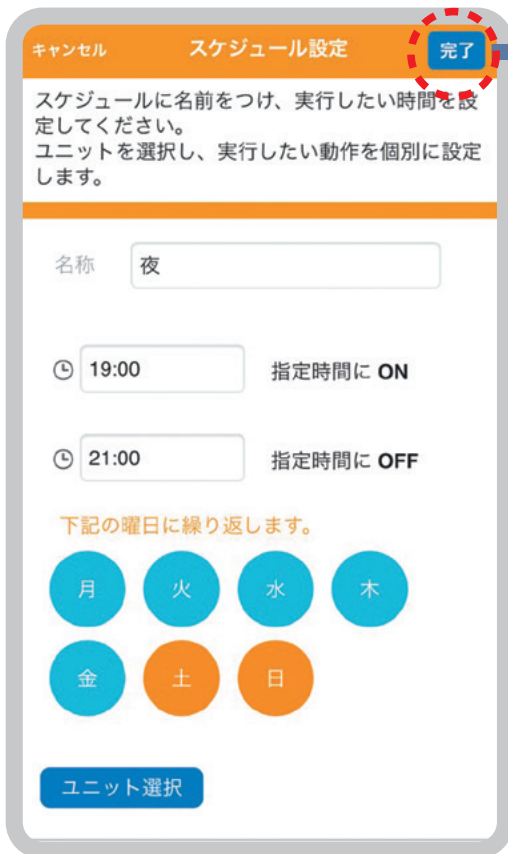 キャンセル スケジュール設定 完了
スケジュールに名前をつけ、実行したい時間を設
定してください。
ユニットを選択し、実行したい動作を個別に設定
します。
名称 夜
19:00 指定時間に ON
21:00 指定時間に OFF
下記の曜日に繰り返します。
月 火 水 木
金 土 日
ユニット選択